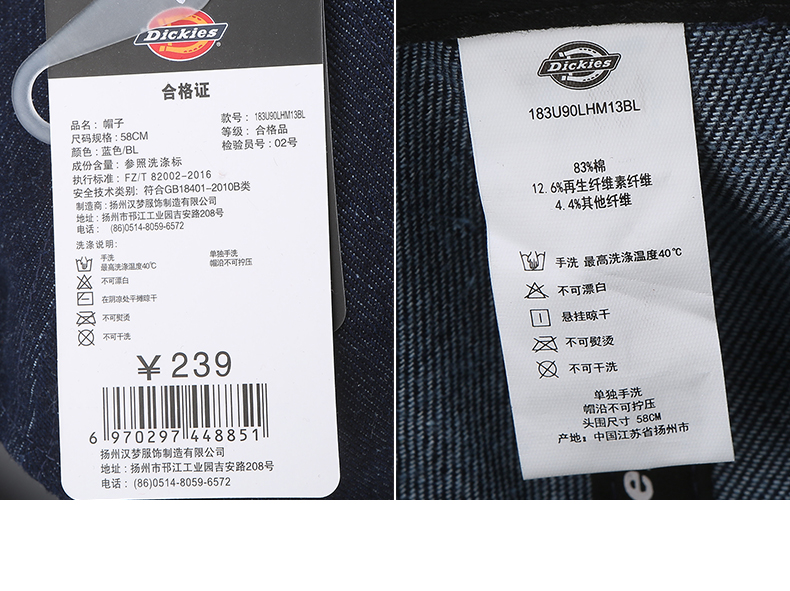 Dickies
合格证
品名：帽子
款号：183U90LHM13BL
尺码规格：58CM
等级：合格品
颜色：蓝色/BL
检验员号：02号
成份含量：参照洗涤标
执行标准：FZ/T 82002-2016
安全技术类别：符合GB18401-2010B类
制造商：扬州汉梦服饰制造有限公司
地址：扬州市邗江工业园吉安路208号
电话：(86)0514-8059-6572
洗涤说明：
手洗
最高洗涤温度40℃
单独手洗
帽沿不可拧压
不可漂白
在阴凉处平摊晾干
不可熨烫
不可干洗
￥239
6 970297 448851
扬州汉梦服饰制造有限公司
地址：扬州市邗江工业园吉安路208号
电话：(86)0514-8059-6572
Dickies
183U90LHM13BL
83%棉
12.6%再生纤维素纤维
4.4%其他纤维
手洗 最高洗涤温度40℃
不可漂白
悬挂晾干
不可熨烫
不可干洗
单独手洗
帽沿不可拧压
头围尺寸 58CM
产地：中国江苏省扬州市